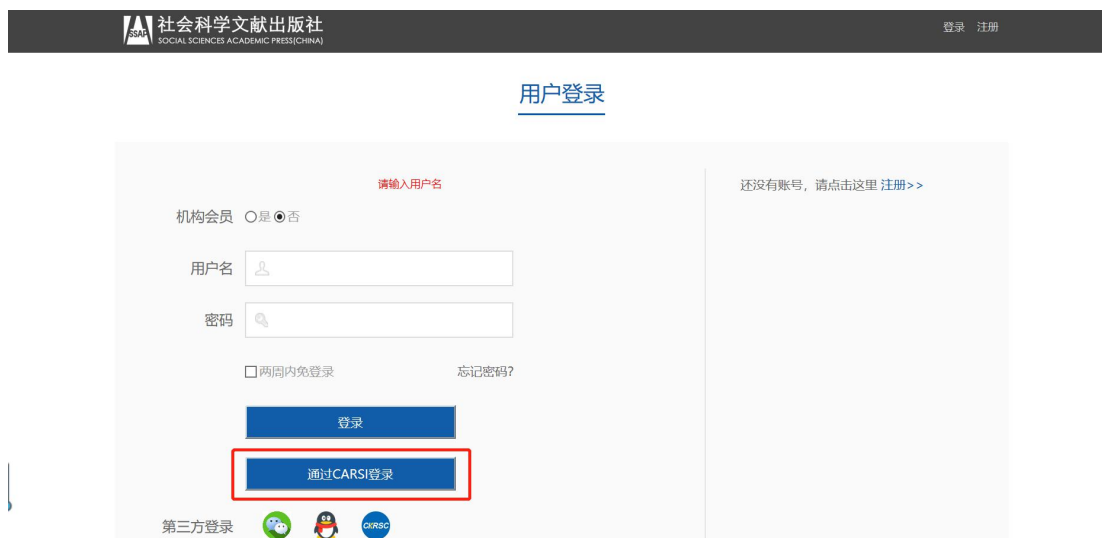 SSAP 社会科学文献出版社
SOCIAL SCIENCES ACADEMIC PRESS(CHINA)
登录 注册
用户登录
请输入用户名
还没有账号，请点击这里 注册>>
机构会员 是 否
用户名
密码
两周内免登录 忘记密码?
登录
通过CARSI登录
第三方登录